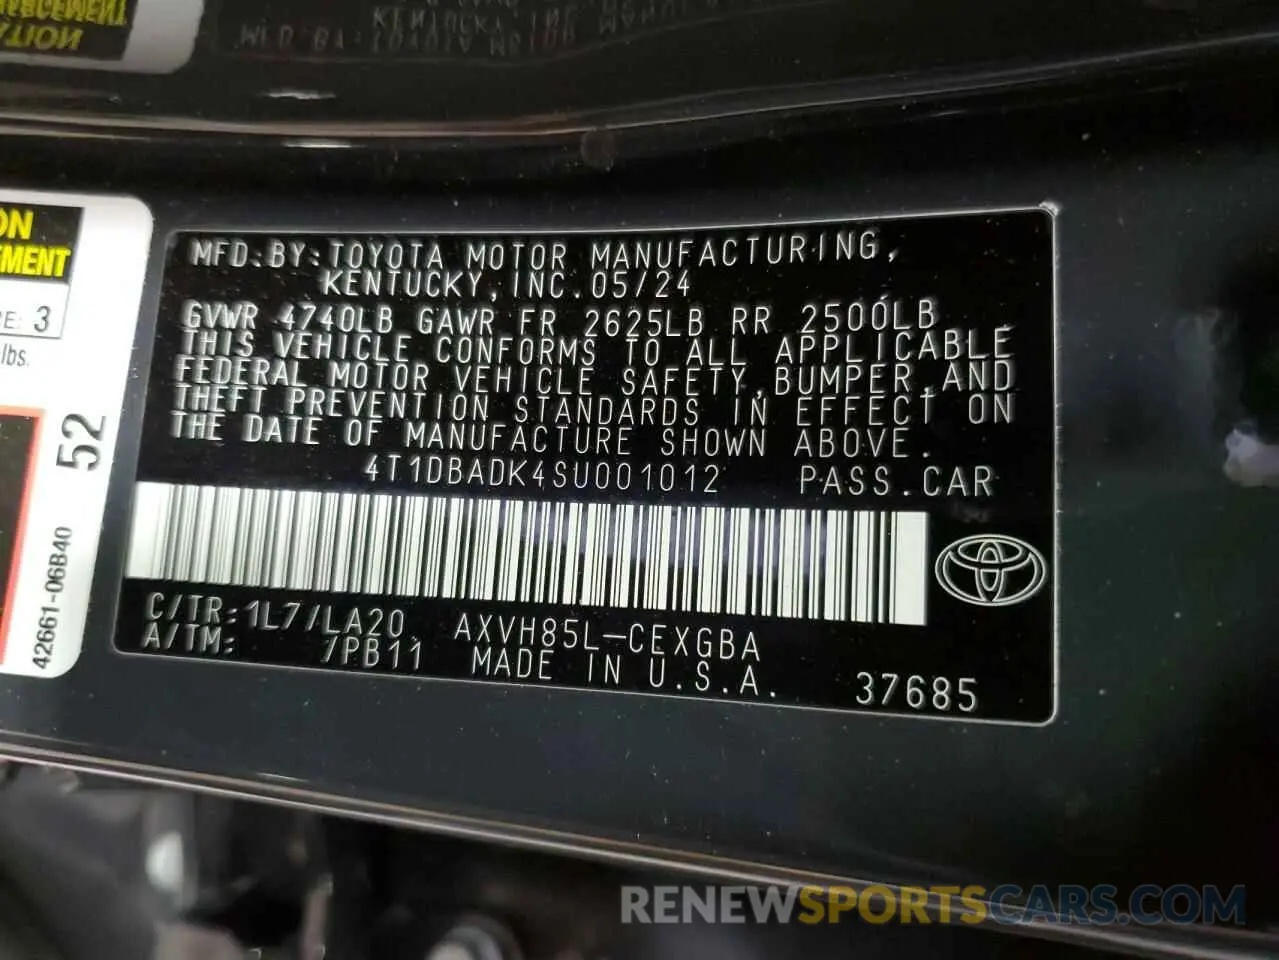 ON
EMENT
3
lbs.
52
42661-06B40
MFD.BY:TOYOTA MOTOR MANUFACTURING,
KENTUCKY,INC.05/24
GVWR 4740LB GAWR FR 2625LB RR 2500LB
THIS VEHICLE CONFORMS TO ALL APPLICABLE
FEDERAL MOTOR VEHICLE SAFETY,BUMPER,AND
THEFT PREVENTION STANDARDS IN EFFECT ON
THE DATE OF MANUFACTURE SHOWN ABOVE.
4T1DBADK4SU001012 PASS.CAR
C/TR:1L7/LA20 AXVH85L-CEXGBA
A/TM: /PB11 MADE IN U.S.A. 37685
RENEWSPORTSCARS.COM